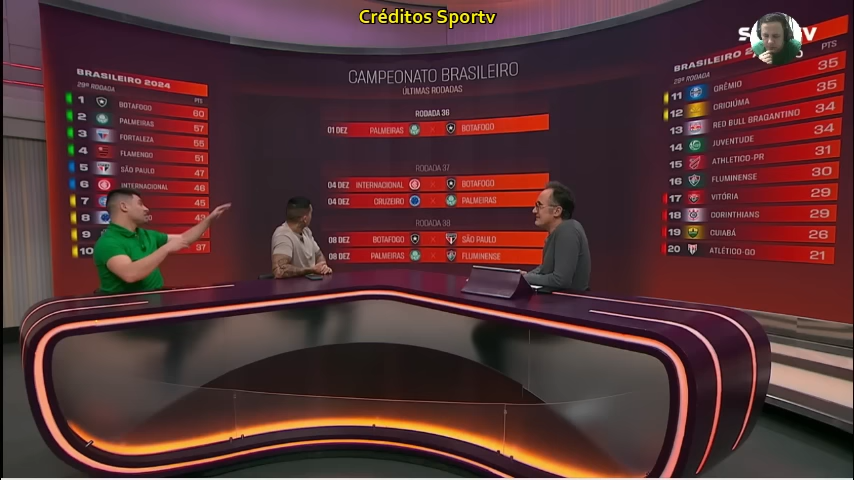 Créditos Sportv
BRASILEIRO 2024
29ª RODADA
PTS
1 BOTAFOGO 60
2 PALMEIRAS 57
3 FORTALEZA 55
4 FLAMENGO 51
5 SÃO PAULO 47
6 INTERNACIONAL 46
7 45
8 43
9
10 37
CAMPEONATO BRASILEIRO
ÚLTIMAS RODADAS
RODADA 36
01 DEZ PALMEIRAS X BOTAFOGO
RODADA 37
04 DEZ INTERNACIONAL X BOTAFOGO
04 DEZ CRUZEIRO X PALMEIRAS
RODADA 38
08 DEZ BOTAFOGO X SÃO PAULO
08 DEZ PALMEIRAS X FLUMINENSE
BRASILEIRO
29ª RODADA
PTS
11 GRÊMIO 35
12 CRICIÚMA 35
13 RED BULL BRAGANTINO 34
14 JUVENTUDE 34
15 ATHLETICO-PR 31
16 FLUMINENSE 30
17 VITÓRIA 29
18 CORINTHIANS 29
19 CUIABÁ 26
20 ATLÉTICO-GO 21